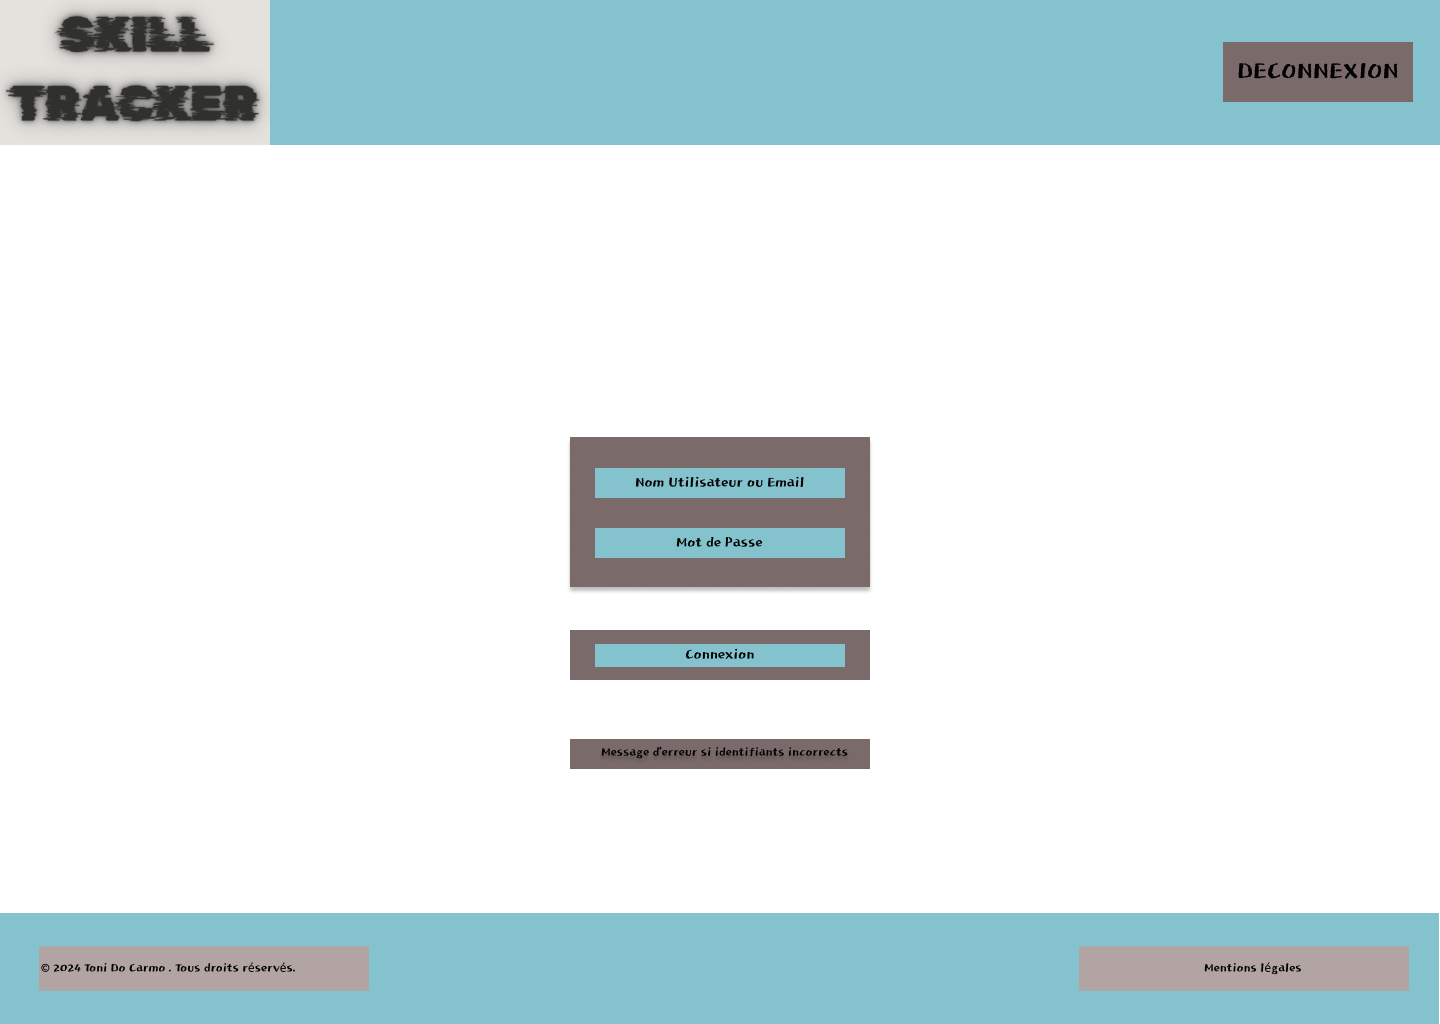 SKILL
TRACKER
DECONNEXION
Nom Utilisateur ou Email
Mot de Passe
Connexion
Message d'erreur si identifiants incorrects
© 2024 Toni Do Carmo . Tous droits réservés.
Mentions légales